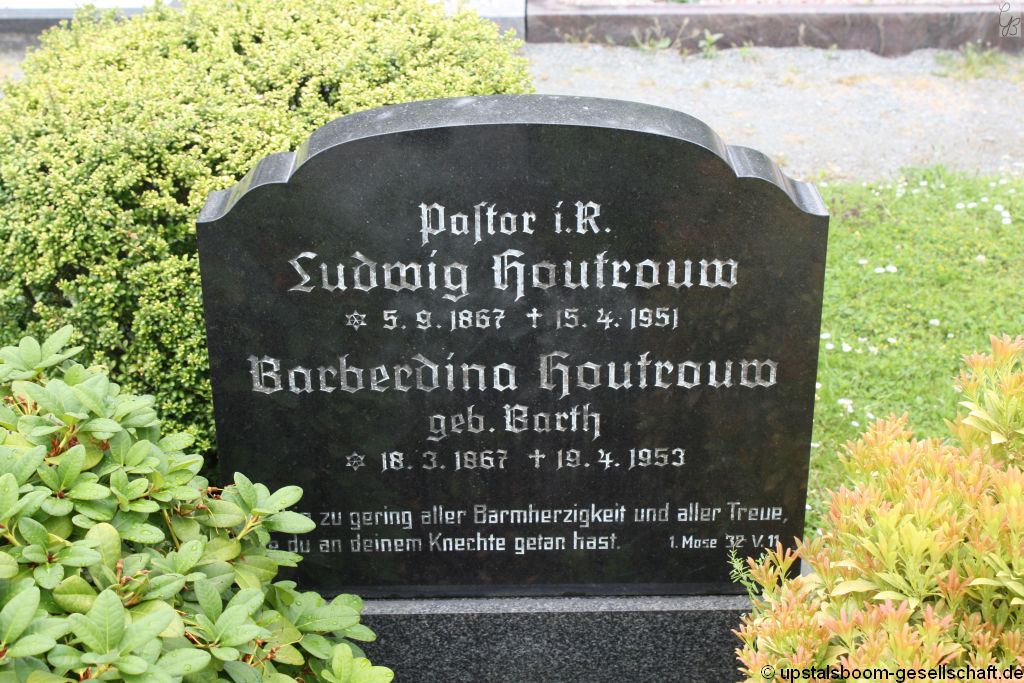 Pastor i.R.
Ludwig Houtrouw
✡ 5. 9. 1867 ✝ 15. 4. 1951
Barberdina Houtrouw
geb. Barth
✡ 18. 3. 1867 ✝ 19. 4. 1953
zu gering aller Barmherzigkeit und aller Treue,
du an deinem Knechte getan hast. 1. Mose 32 V. 11.
© upstalsboom-gesellschaft.de